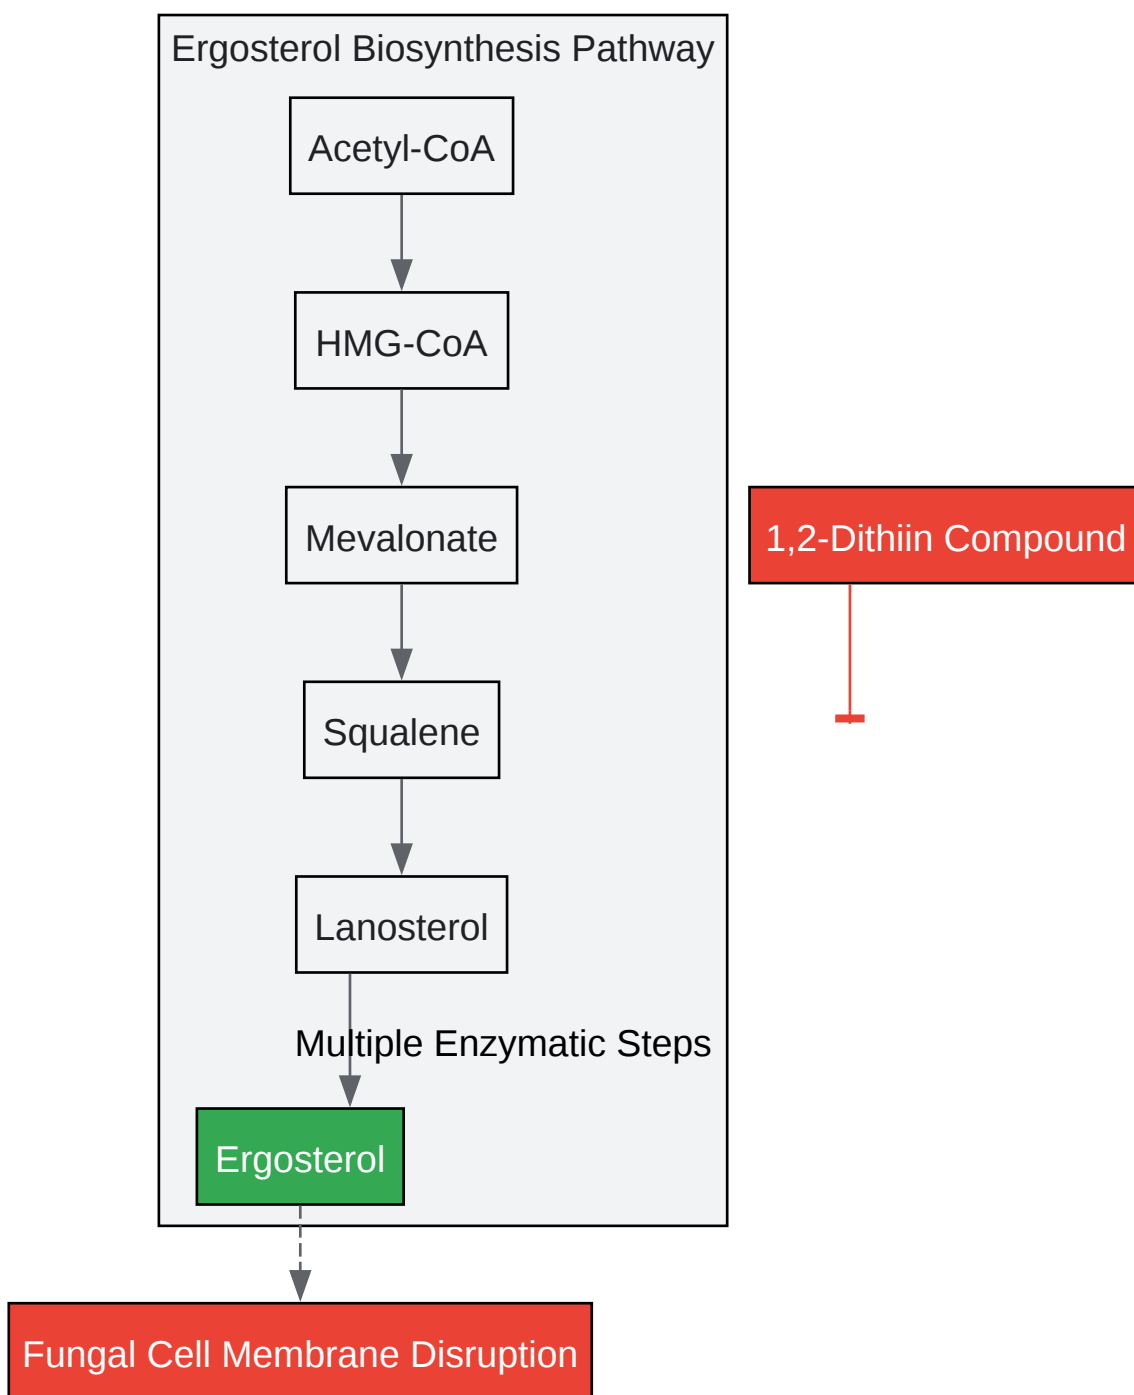 Ergosterol Biosynthesis Pathway
Acetyl-CoA
HMG-CoA
Mevalonate
1,2-Dithiin Compound
Squalene
Lanosterol
Multiple Enzymatic Steps
Ergosterol
Fungal Cell Membrane Disruption